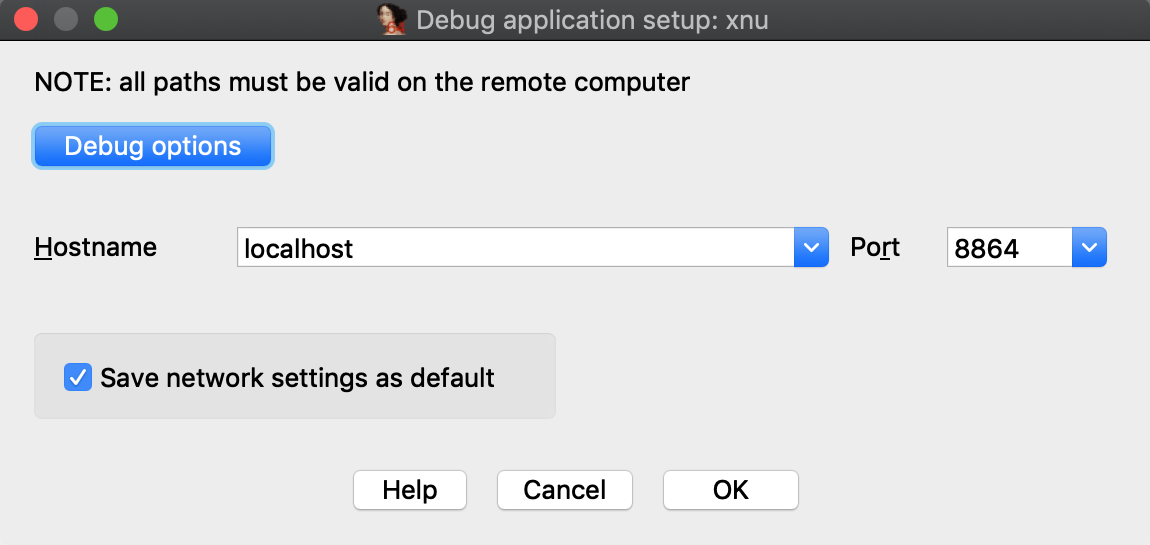 Debug application setup: xnu
NOTE: all paths must be valid on the remote computer
Debug options
Hostname localhost Port 8864
Save network settings as default
Help Cancel OK